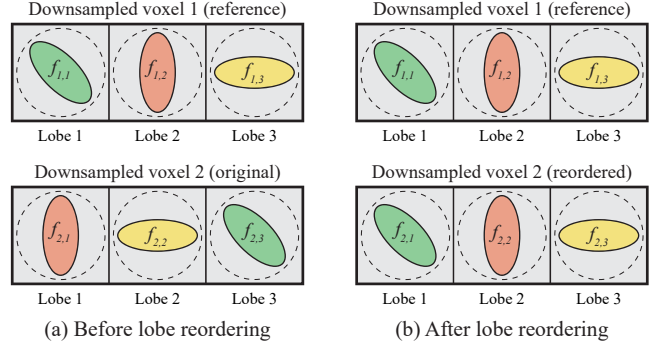 Downsampled voxel 1 (reference)
f1,1 f1,2 f1,3
Lobe 1 Lobe 2 Lobe 3
Downsampled voxel 2 (original)
f2,1 f2,2 f2,3
Lobe 1 Lobe 2 Lobe 3
(a) Before lobe reordering
Downsampled voxel 1 (reference)
f1,1 f1,2 f1,3
Lobe 1 Lobe 2 Lobe 3
Downsampled voxel 2 (reordered)
f2,1 f2,2 f2,3
Lobe 1 Lobe 2 Lobe 3
(b) After lobe reordering